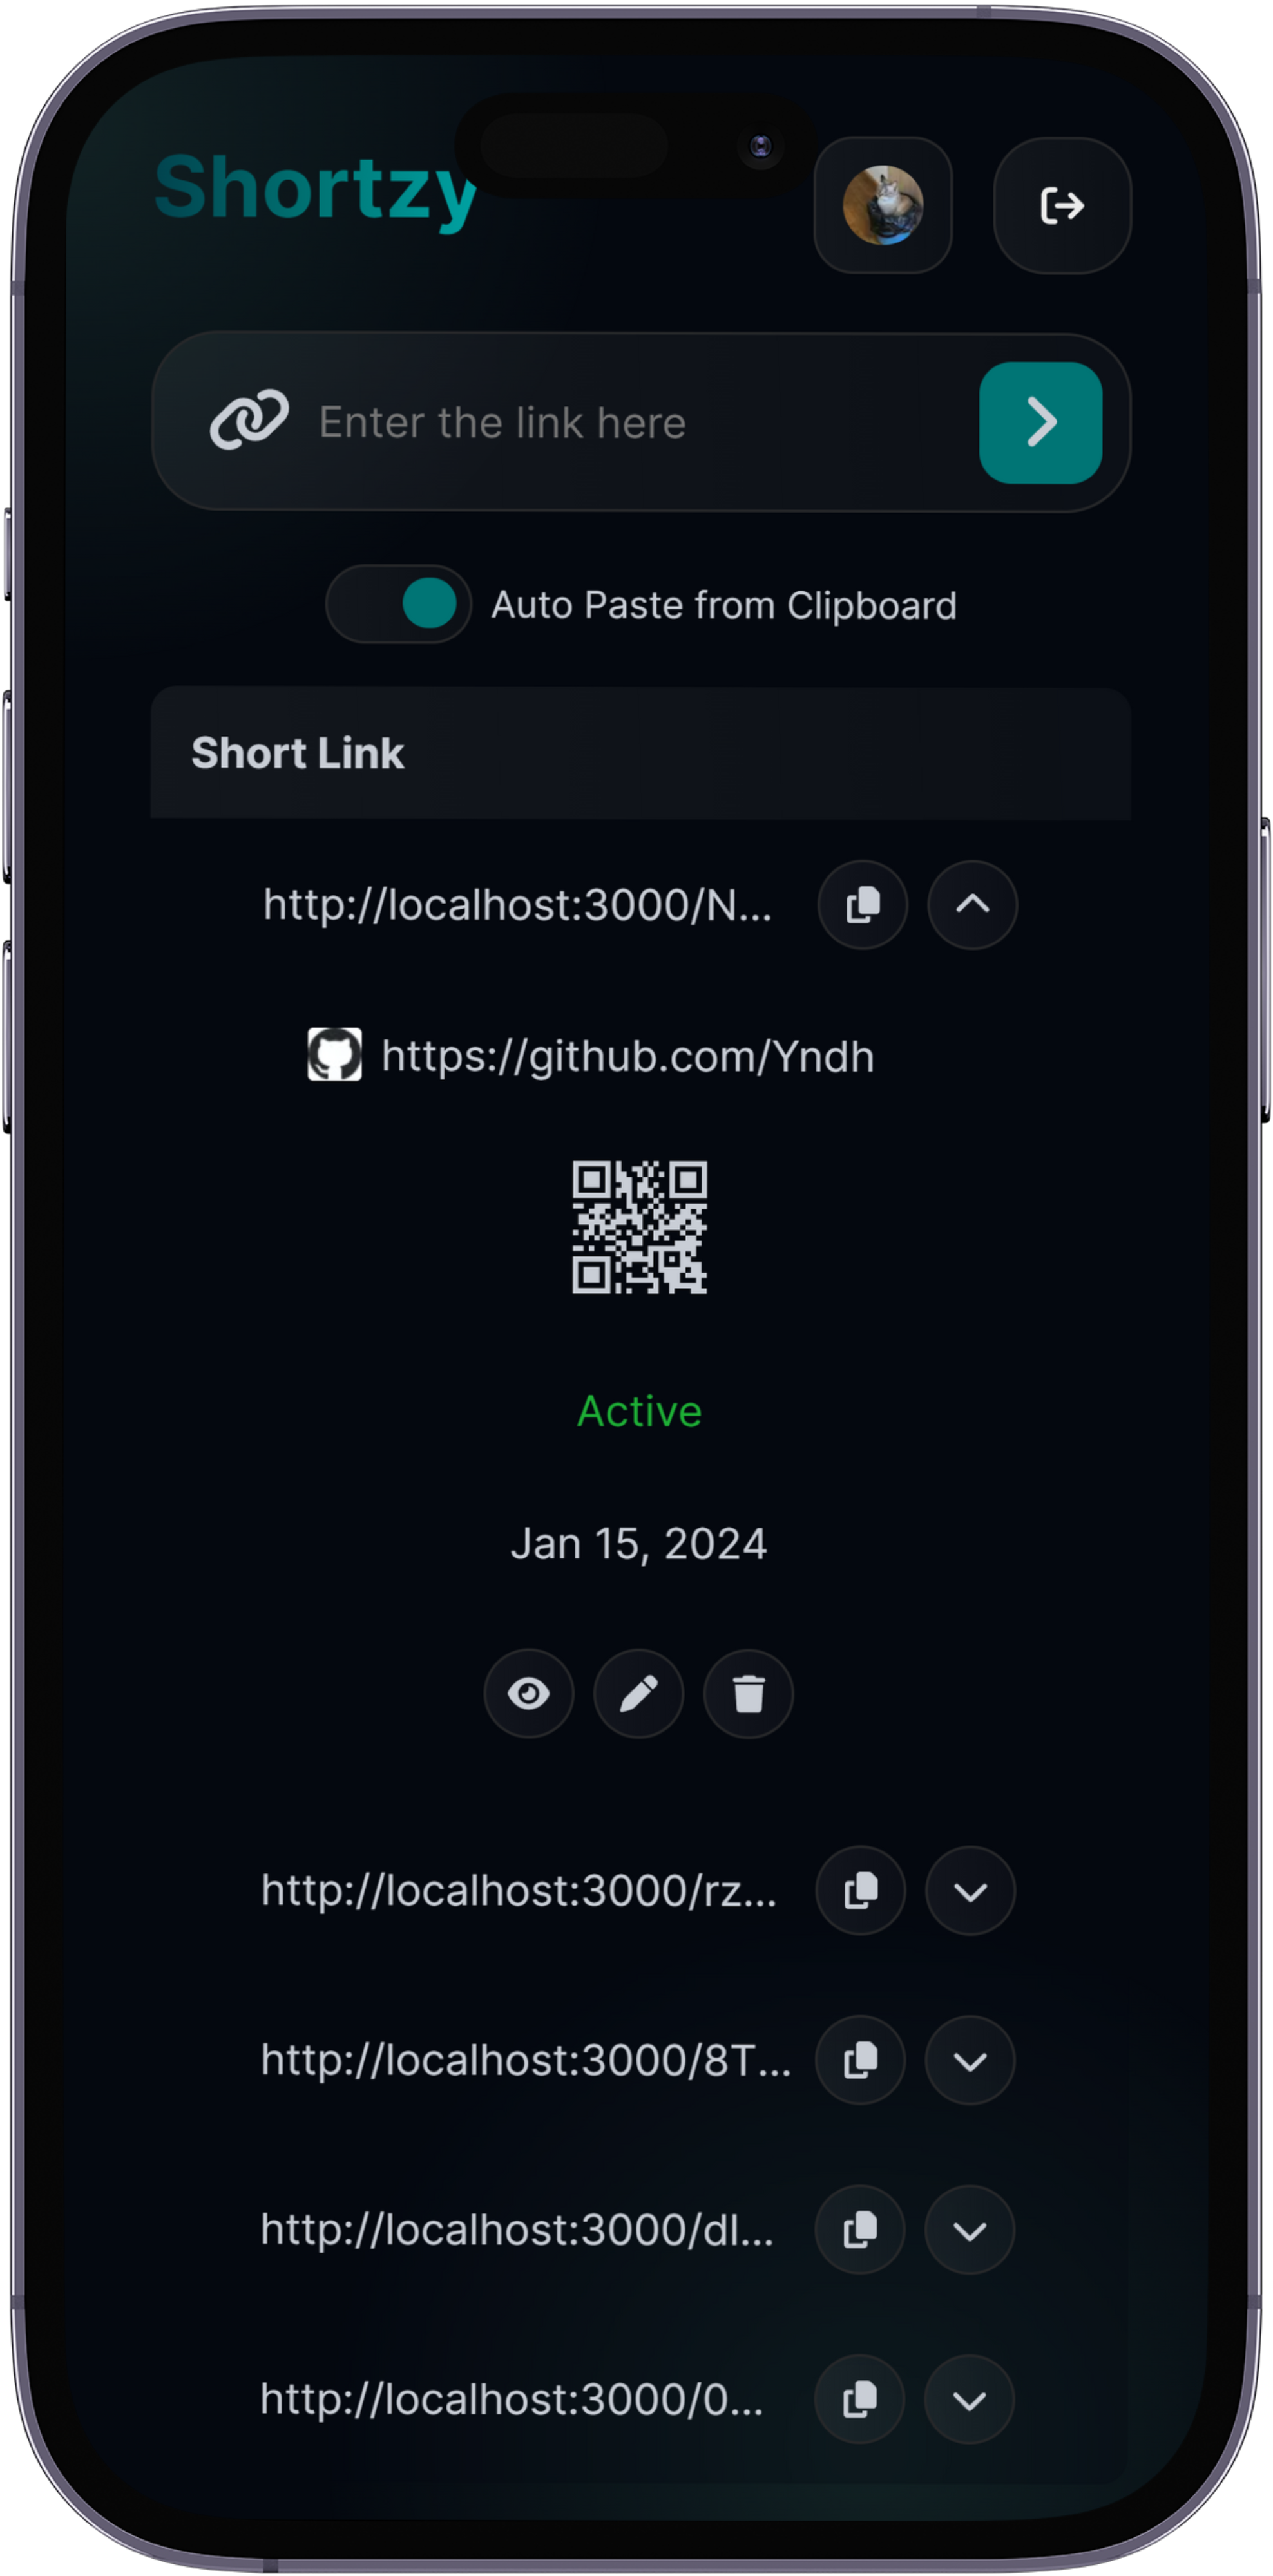 Shortzy
Enter the link here
Auto Paste from Clipboard
Short Link
http://localhost:3000/N...
https://github.com/Yndh
Active
Jan 15, 2024
http://localhost:3000/rz...
http://localhost:3000/8T...
http://localhost:3000/dl...
http://localhost:3000/0...